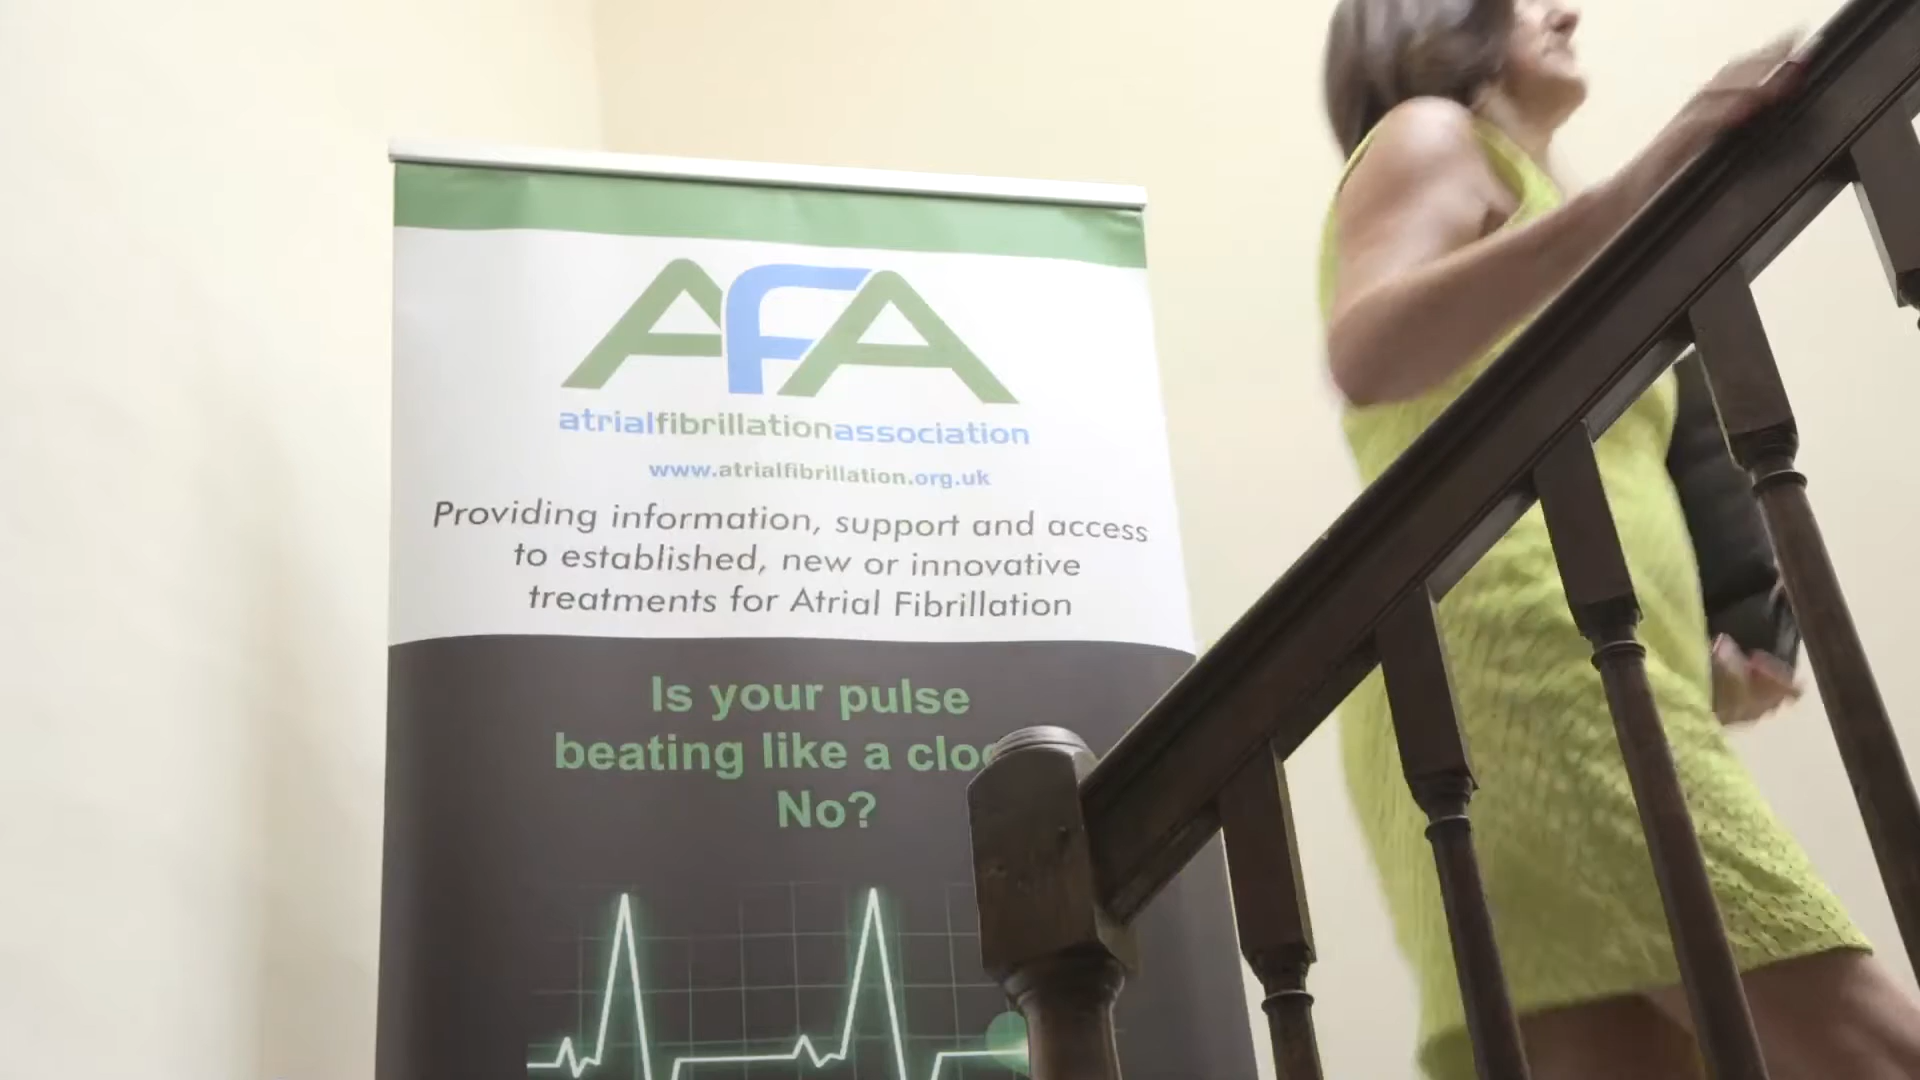 AFA
atrialfibrillationassociation
www.atrialfibrillation.org.uk
Providing information, support and access
to established, new or innovative
treatments for Atrial Fibrillation
Is your pulse
beating like a
No?